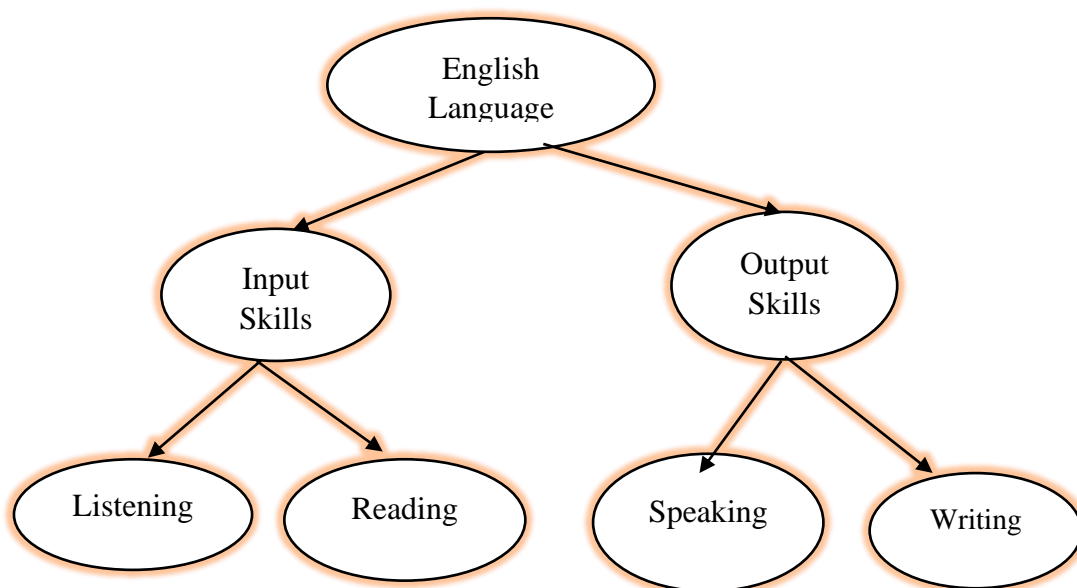 English
Language
Input
Skills
Output
Skills
Listening
Reading
Speaking
Writing